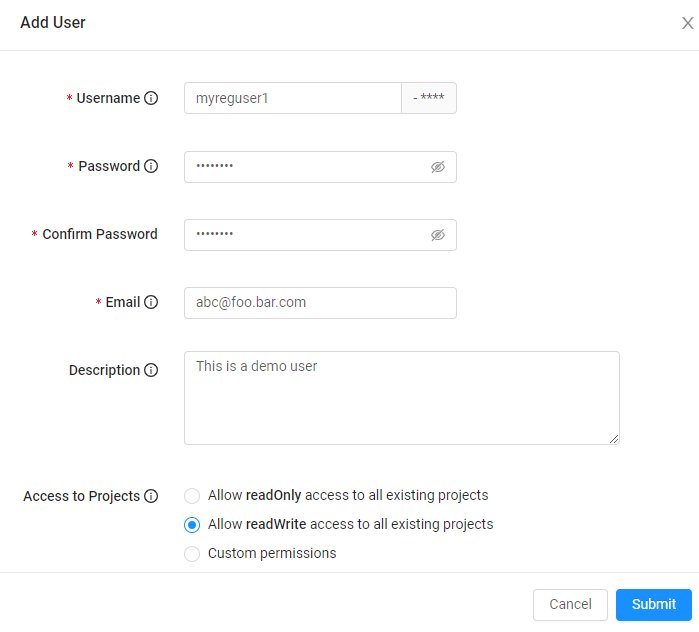 Add User
* Username
myreguser1
- ****
* Password
••••••••
* Confirm Password
••••••••
* Email
abc@foo.bar.com
Description
This is a demo user
Access to Projects
Allow readOnly access to all existing projects
Allow readWrite access to all existing projects
Custom permissions
Cancel
Submit